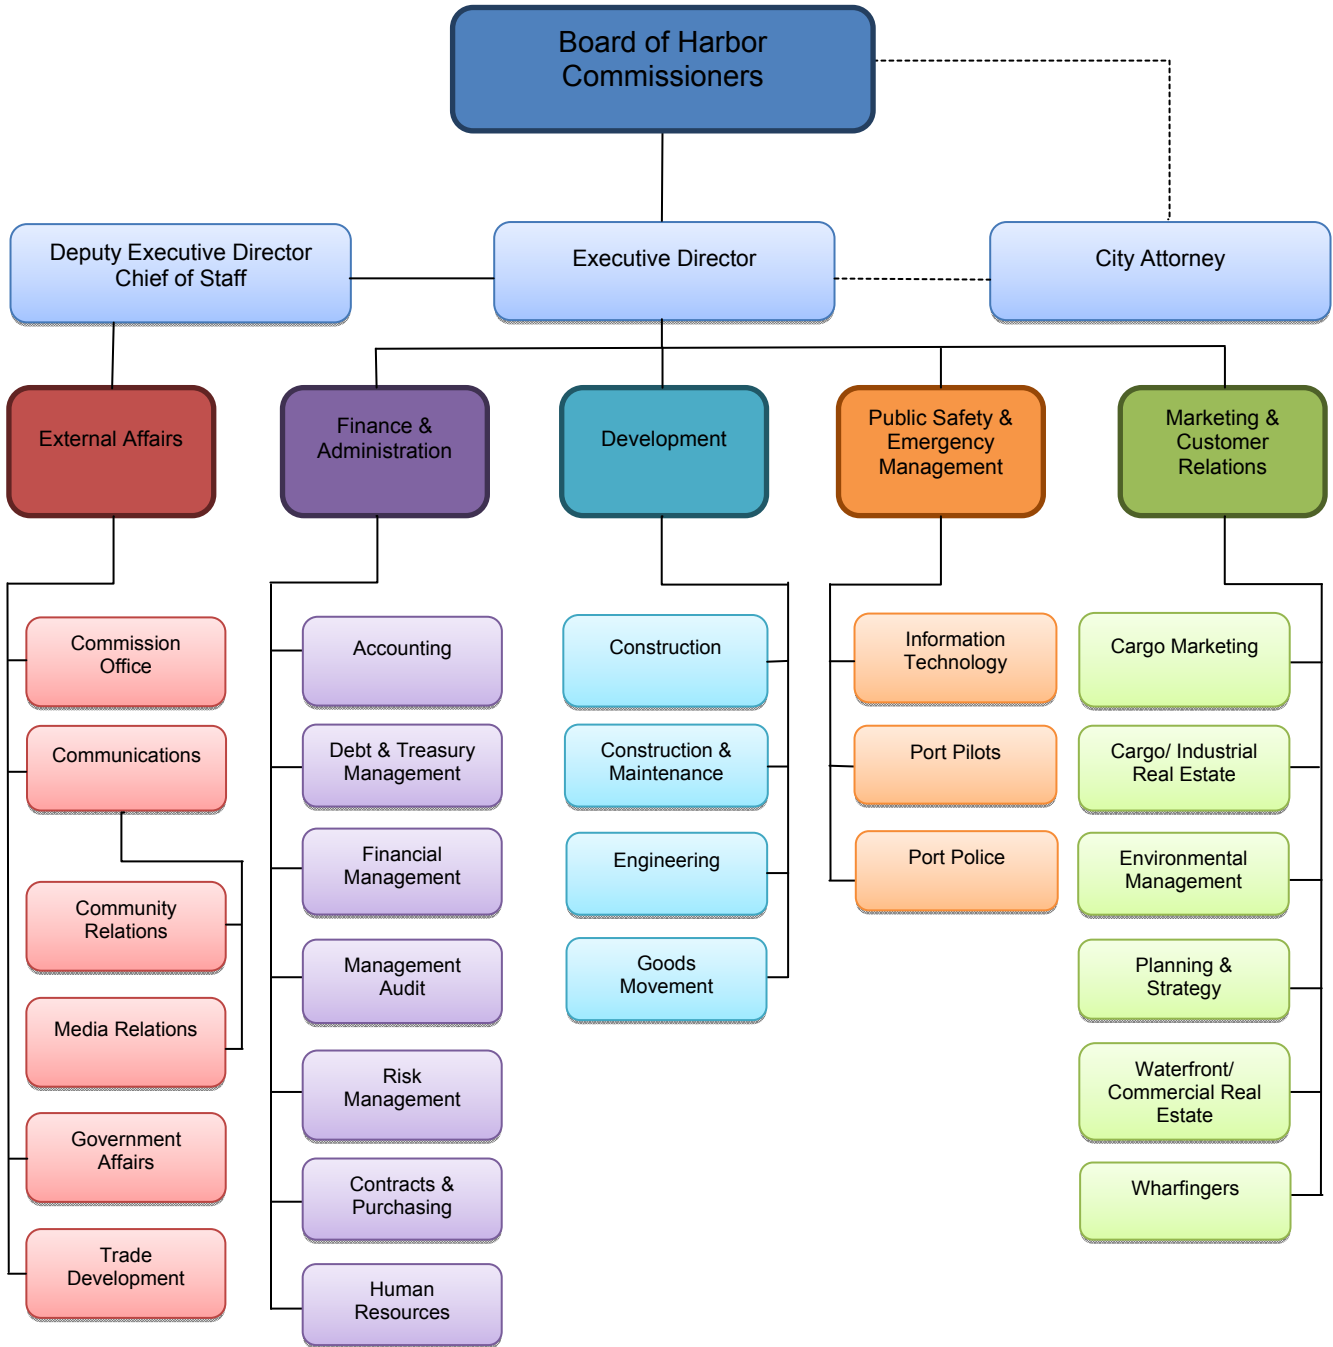 Board of Harbor
Commissioners
Deputy Executive Director
Chief of Staff
Executive Director
City Attorney
External Affairs
Finance &
Administration
Development
Public Safety &
Emergency
Management
Marketing &
Customer
Relations
Commission
Office
Communications
Community
Relations
Media Relations
Government
Affairs
Trade
Development
Accounting
Debt & Treasury
Management
Financial
Management
Management
Audit
Risk
Management
Contracts &
Purchasing
Human
Resources
Construction
Construction &
Maintenance
Engineering
Goods
Movement
Information
Technology
Port Pilots
Port Police
Cargo Marketing
Cargo/ Industrial
Real Estate
Environmental
Management
Planning &
Strategy
Waterfront/
Commercial Real
Estate
Wharfingers